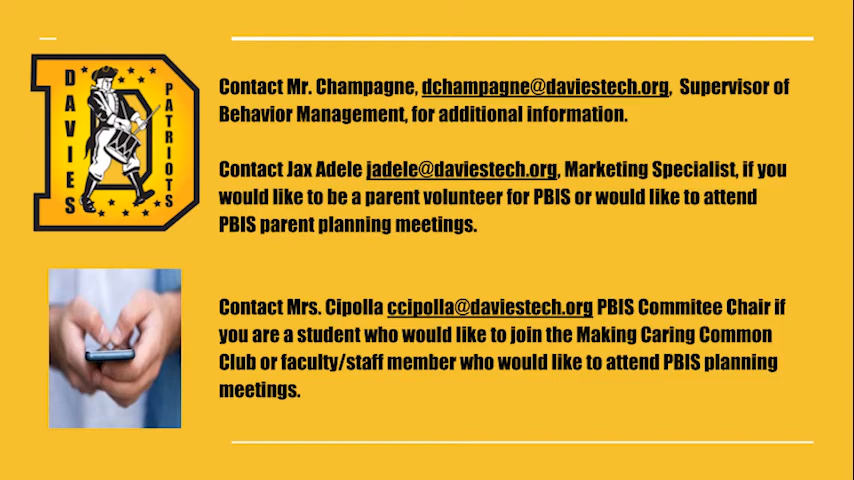 DAVIES
PATRIOTS
Contact Mr. Champagne, dchampagne@daviestech.org, Supervisor of
Behavior Management, for additional information.
Contact Jax Adele jadele@daviestech.org, Marketing Specialist, if you
would like to be a parent volunteer for PBIS or would like to attend
PBIS parent planning meetings.
Contact Mrs. Cipolla ccipolla@daviestech.org PBIS Commitee Chair if
you are a student who would like to join the Making Caring Common
Club or faculty/staff member who would like to attend PBIS planning
meetings.